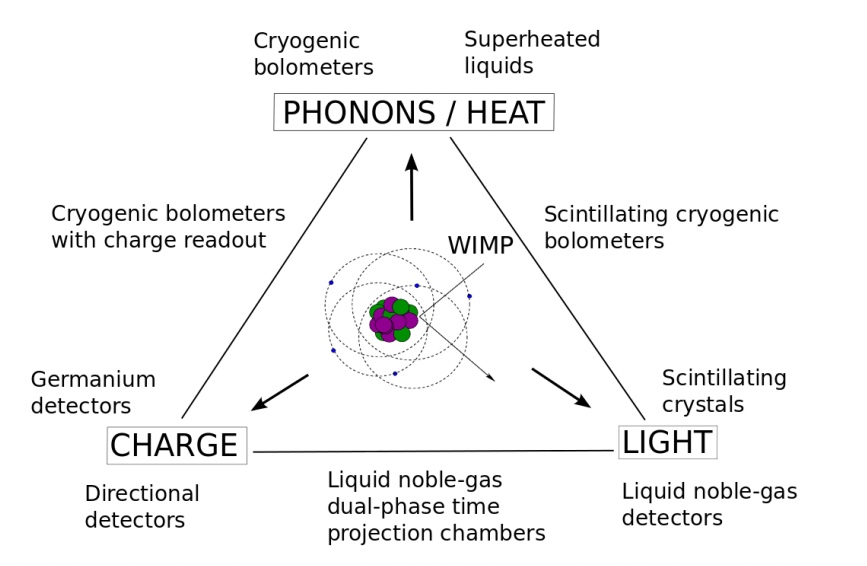 Cryogenic
bolometers
Superheated
liquids
PHONONS / HEAT
Cryogenic bolometers
with charge readout
WIMP
Scintillating cryogenic
bolometers
Germanium
detectors
Scintillating
crystals
CHARGE
LIGHT
Directional
detectors
Liquid noble-gas
dual-phase time
projection chambers
Liquid noble-gas
detectors